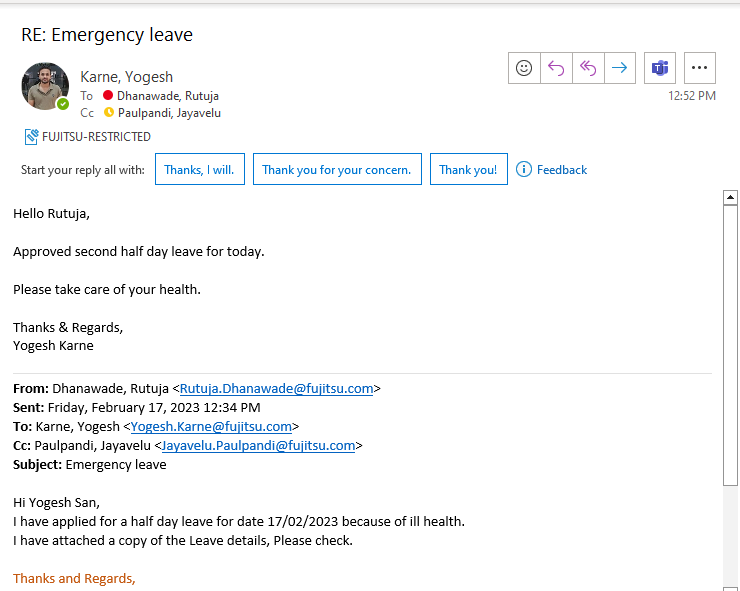 RE: Emergency leave
Karne, Yogesh
To Dhanawade, Rutuja
Cc Paulpandi, Jayavelu
12:52 PM
FUJITSU-RESTRICTED
Start your reply all with: Thanks, I will. Thank you for your concern. Thank you! Feedback
Hello Rutuja,
Approved second half day leave for today.
Please take care of your health.
Thanks & Regards,
Yogesh Karne
From: Dhanawade, Rutuja <Rutuja.Dhanawade@fujitsu.com>
Sent: Friday, February 17, 2023 12:34 PM
To: Karne, Yogesh <Yogesh.Karne@fujitsu.com>
Cc: Paulpandi, Jayavelu <Jayavelu.Paulpandi@fujitsu.com>
Subject: Emergency leave
Hi Yogesh San,
I have applied for a half day leave for date 17/02/2023 because of ill health.
I have attached a copy of the Leave details, Please check.
Thanks and Regards,